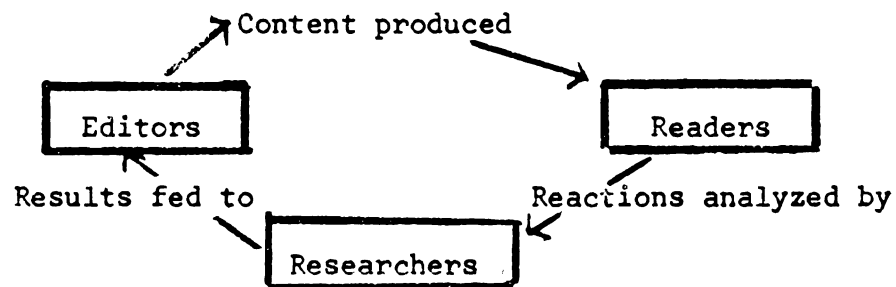 Content produced
Editors
Readers
Results fed to
Reactions analyzed by
Researchers